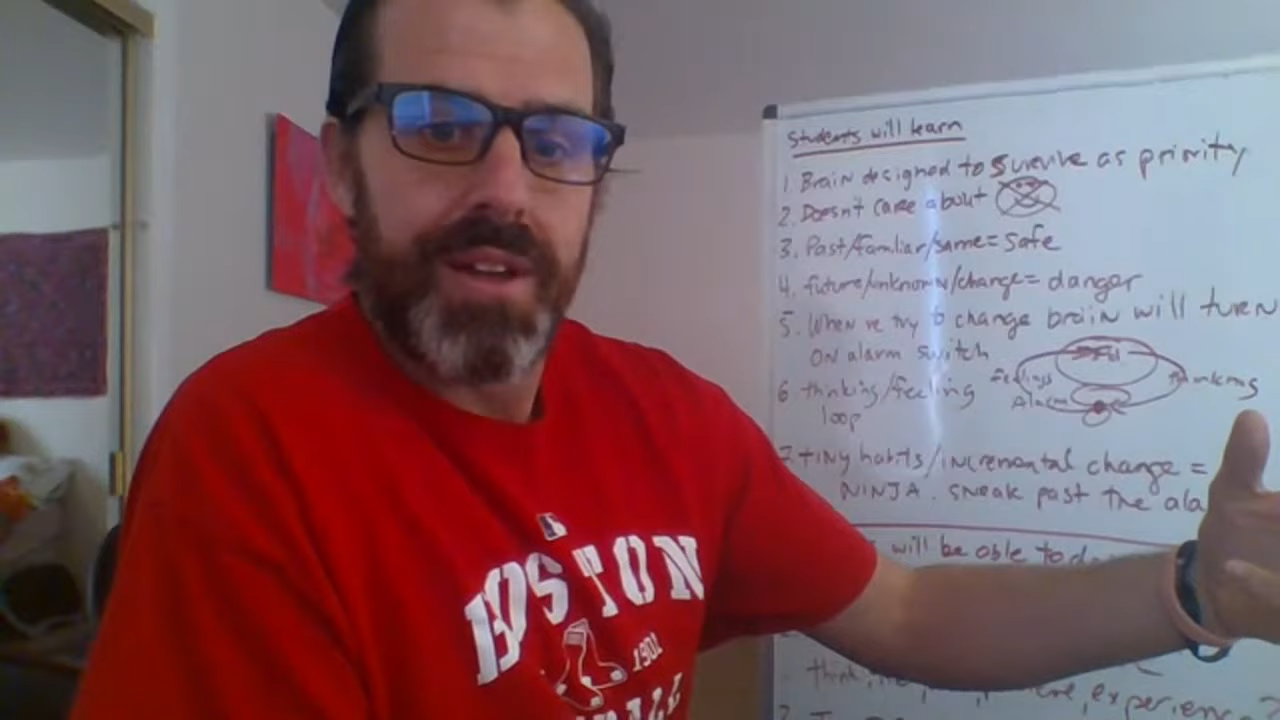 Students will learn
1. Brain designed to survive as priority
2. Doesn't care about
3. Past/familiar/same = safe
4. future/unknown/change = danger
5. When we try to change brain will turn
ON alarm switch
6 thinking/feeling
loop
Feelings
thinking
Alarm
7. tiny habits/incremental change =
NINJA. sneak past the ala
will be able to do
think,
experience?
BOSTON
1901